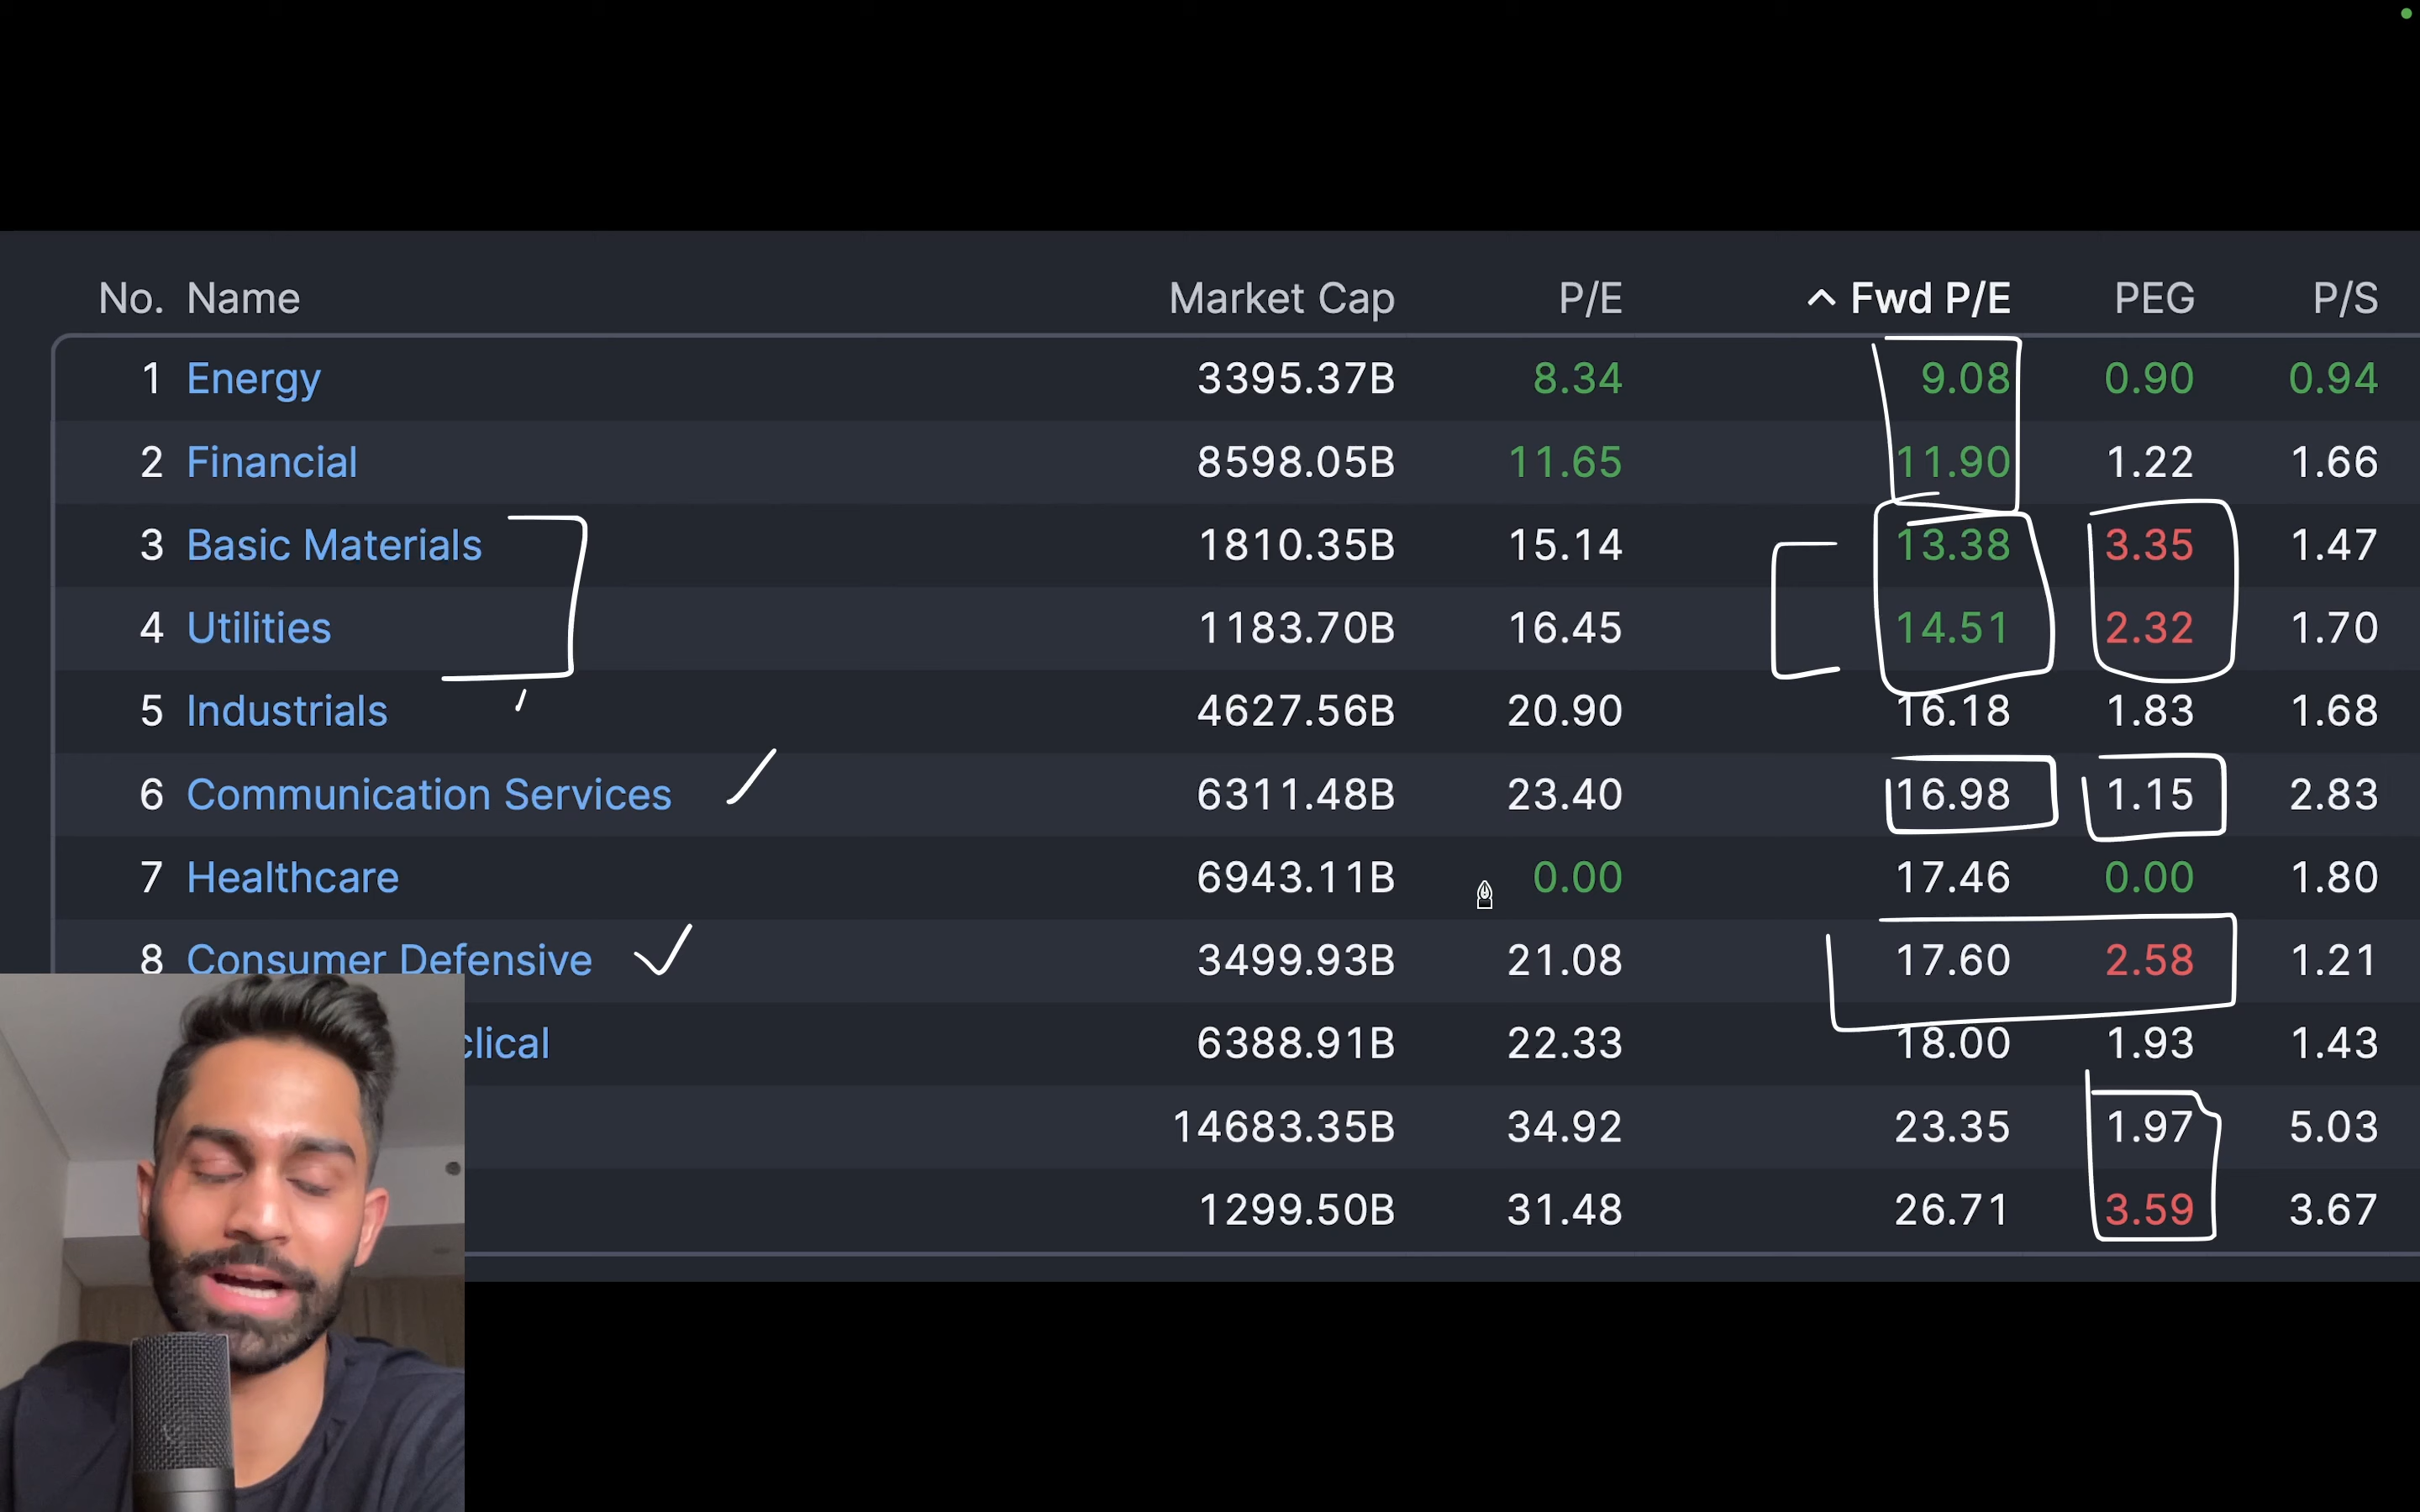 No. Name Market Cap P/E Fwd P/E PEG P/S
1 Energy 3395.37B 8.34 9.08 0.90 0.94
2 Financial 8598.05B 11.65 11.90 1.22 1.66
3 Basic Materials 1810.35B 15.14 13.38 3.35 1.47
4 Utilities 1183.70B 16.45 14.51 2.32 1.70
5 Industrials 4627.56B 20.90 16.18 1.83 1.68
6 Communication Services 6311.48B 23.40 16.98 1.15 2.83
7 Healthcare 6943.11B 0.00 17.46 0.00 1.80
8 Consumer Defensive 3499.93B 21.08 17.60 2.58 1.21
clical 6388.91B 22.33 18.00 1.93 1.43
14683.35B 34.92 23.35 1.97 5.03
1299.50B 31.48 26.71 3.59 3.67